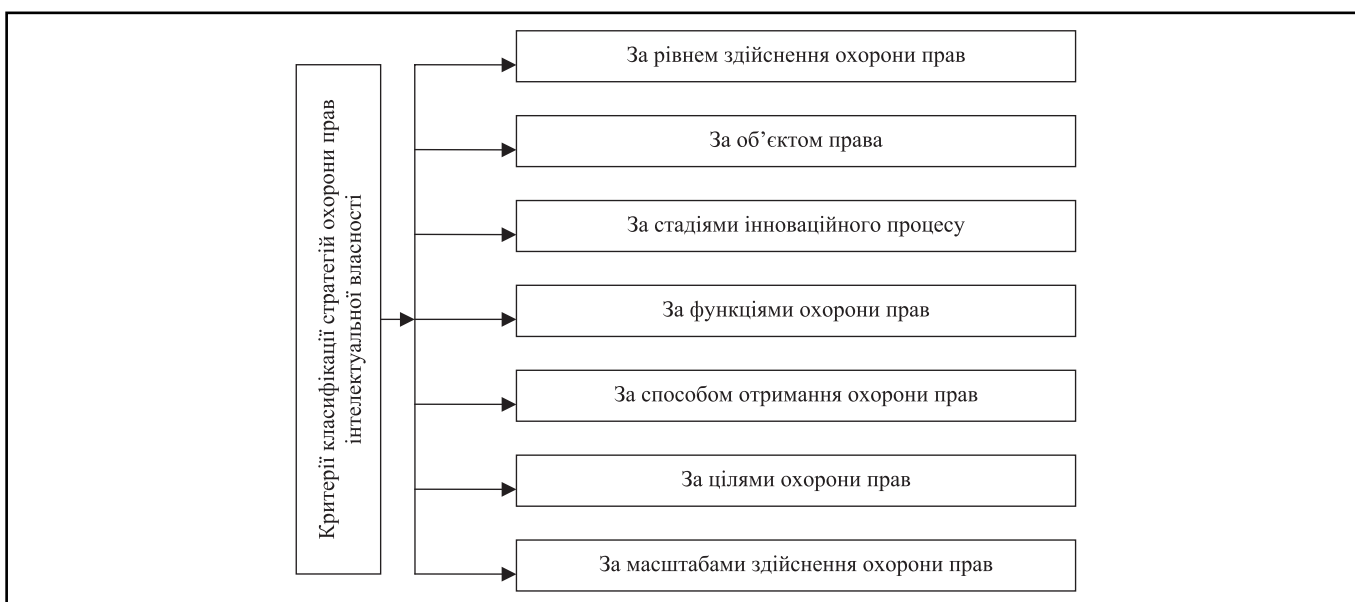 Критерії класифікації стратегій охорони прав
інтелектуальної власності
За рівнем здійснення охорони прав
За об’єктом права
За стадіями інноваційного процесу
За функціями охорони прав
За способом отримання охорони прав
За цілями охорони прав
За масштабами здійснення охорони прав